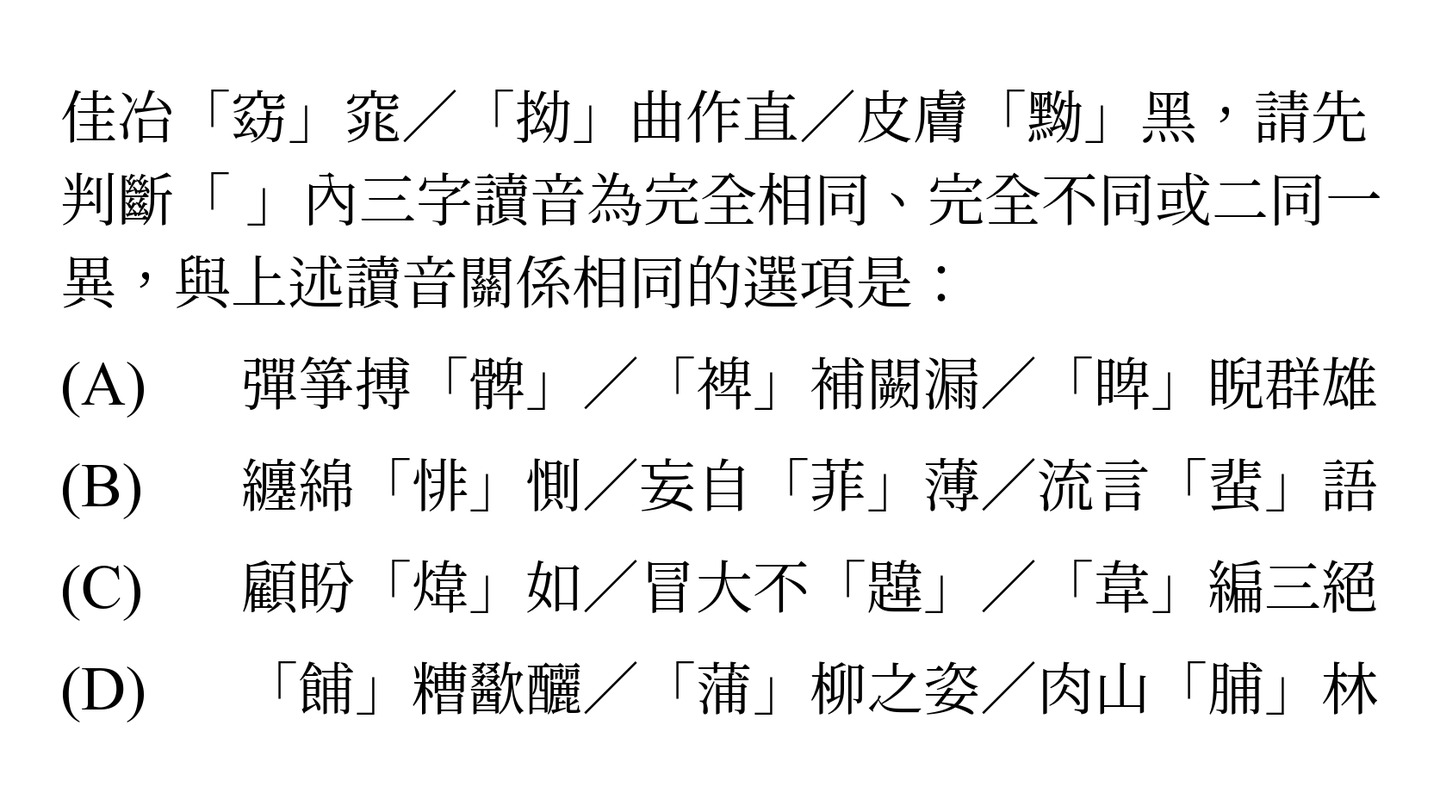 佳冶「窈」窕／「拗」曲作直／皮膚「黝」黑，請先
判斷「 」內三字讀音為完全相同、完全不同或二同一
異，與上述讀音關係相同的選項是：
(A) 彈箏搏「髀」／「裨」補闕漏／「睥」睨群雄
(B) 纏綿「悱」惻／妄自「菲」薄／流言「蜚」語
(C) 顧盼「煒」如／冒大不「韙」／「韋」編三絕
(D) 「餔」糟歠釃／「蒲」柳之姿／肉山「脯」林